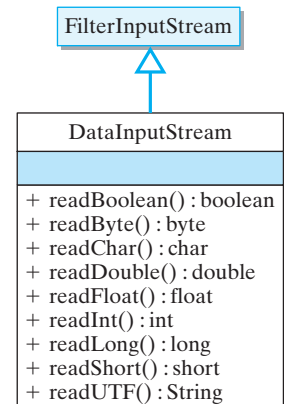 FilterInputStream
DataInputStream
+ readBoolean() : boolean
+ readByte() : byte
+ readChar() : char
+ readDouble() : double
+ readFloat() : float
+ readInt() : int
+ readLong() : long
+ readShort() : short
+ readUTF() : String